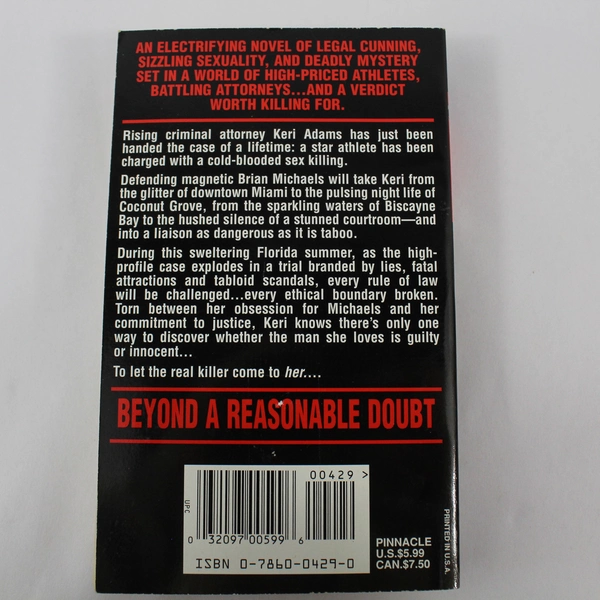 AN ELECTRIFYING NOVEL OF LEGAL CUNNING,
SIZZLING SEXUALITY, AND DEADLY MYSTERY
SET IN A WORLD OF HIGH-PRICED ATHLETES,
BATTLING ATTORNEYS...AND A VERDICT
WORTH KILLING FOR.
Rising criminal attorney Keri Adams has just been
handed the case of a lifetime: a star athlete has been
charged with a cold-blooded sex killing.
Defending magnetic Brian Michaels will take Keri from
the glitter of downtown Miami to the pulsing night life of
Coconut Grove, from the sparkling waters of Biscayne
Bay to the hushed silence of a stunned courtroom—and
into a liaison as dangerous as it is taboo.
During this sweltering Florida summer, as the high-
profile case explodes in a trial branded by lies, fatal
attractions and tabloid scandals, every rule of law
will be challenged...every ethical boundary broken.
Torn between her obsession for Michaels and her
commitment to justice, Keri knows there's only one
way to discover whether the man she loves is guilty
or innocent...
To let the real killer come to her....
BEYOND A REASONABLE DOUBT
00429 >
UPC
0 32097 00599 6
ISBN 0-7860-0429-0
PINNACLE
U.S.$5.99
CAN.$7.50
PRINTED IN U.S.A.